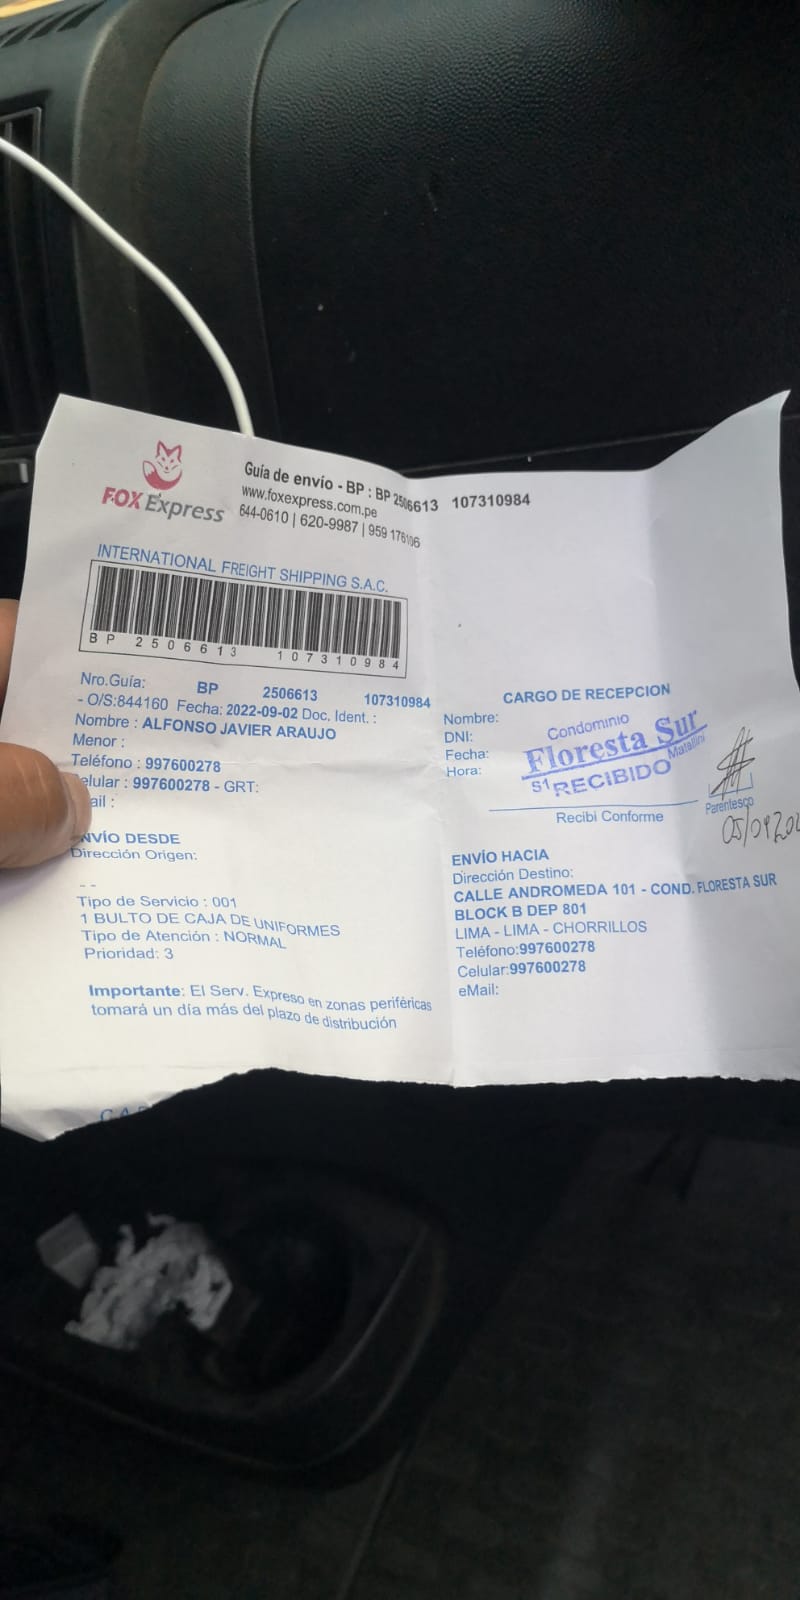 FOX Express
Guía de envío - BP : BP 2506613 107310984
www.foxexpress.com.pe
644-0610 | 620-9987 | 959 176106
INTERNATIONAL FREIGHT SHIPPING S.A.C.
BP 2506613 107310984
Nro.Guía: BP 2506613 107310984
- O/S:844160 Fecha: 2022-09-02 Doc. Ident. :
Nombre : ALFONSO JAVIER ARAUJO
Menor :
Teléfono : 997600278
elular : 997600278 - GRT:
ail :
NVÍO DESDE
Dirección Origen:
- -
Tipo de Servicio : 001
1 BULTO DE CAJA DE UNIFORMES
Tipo de Atención : NORMAL
Prioridad: 3
Importante: El Serv. Expreso en zonas periféricas
tomará un día más del plazo de distribución
CARGO DE RECEPCION
Nombre:
DNI:
Fecha:
Hora:
Condominio
Floresta Sur
Matellini
S1 RECIBIDO
Recibi Conforme
Parentesco
ENVÍO HACIA
Dirección Destino:
CALLE ANDROMEDA 101 - COND. FLORESTA SUR
BLOCK B DEP 801
LIMA - LIMA - CHORRILLOS
Teléfono:997600278
Celular:997600278
eMail: